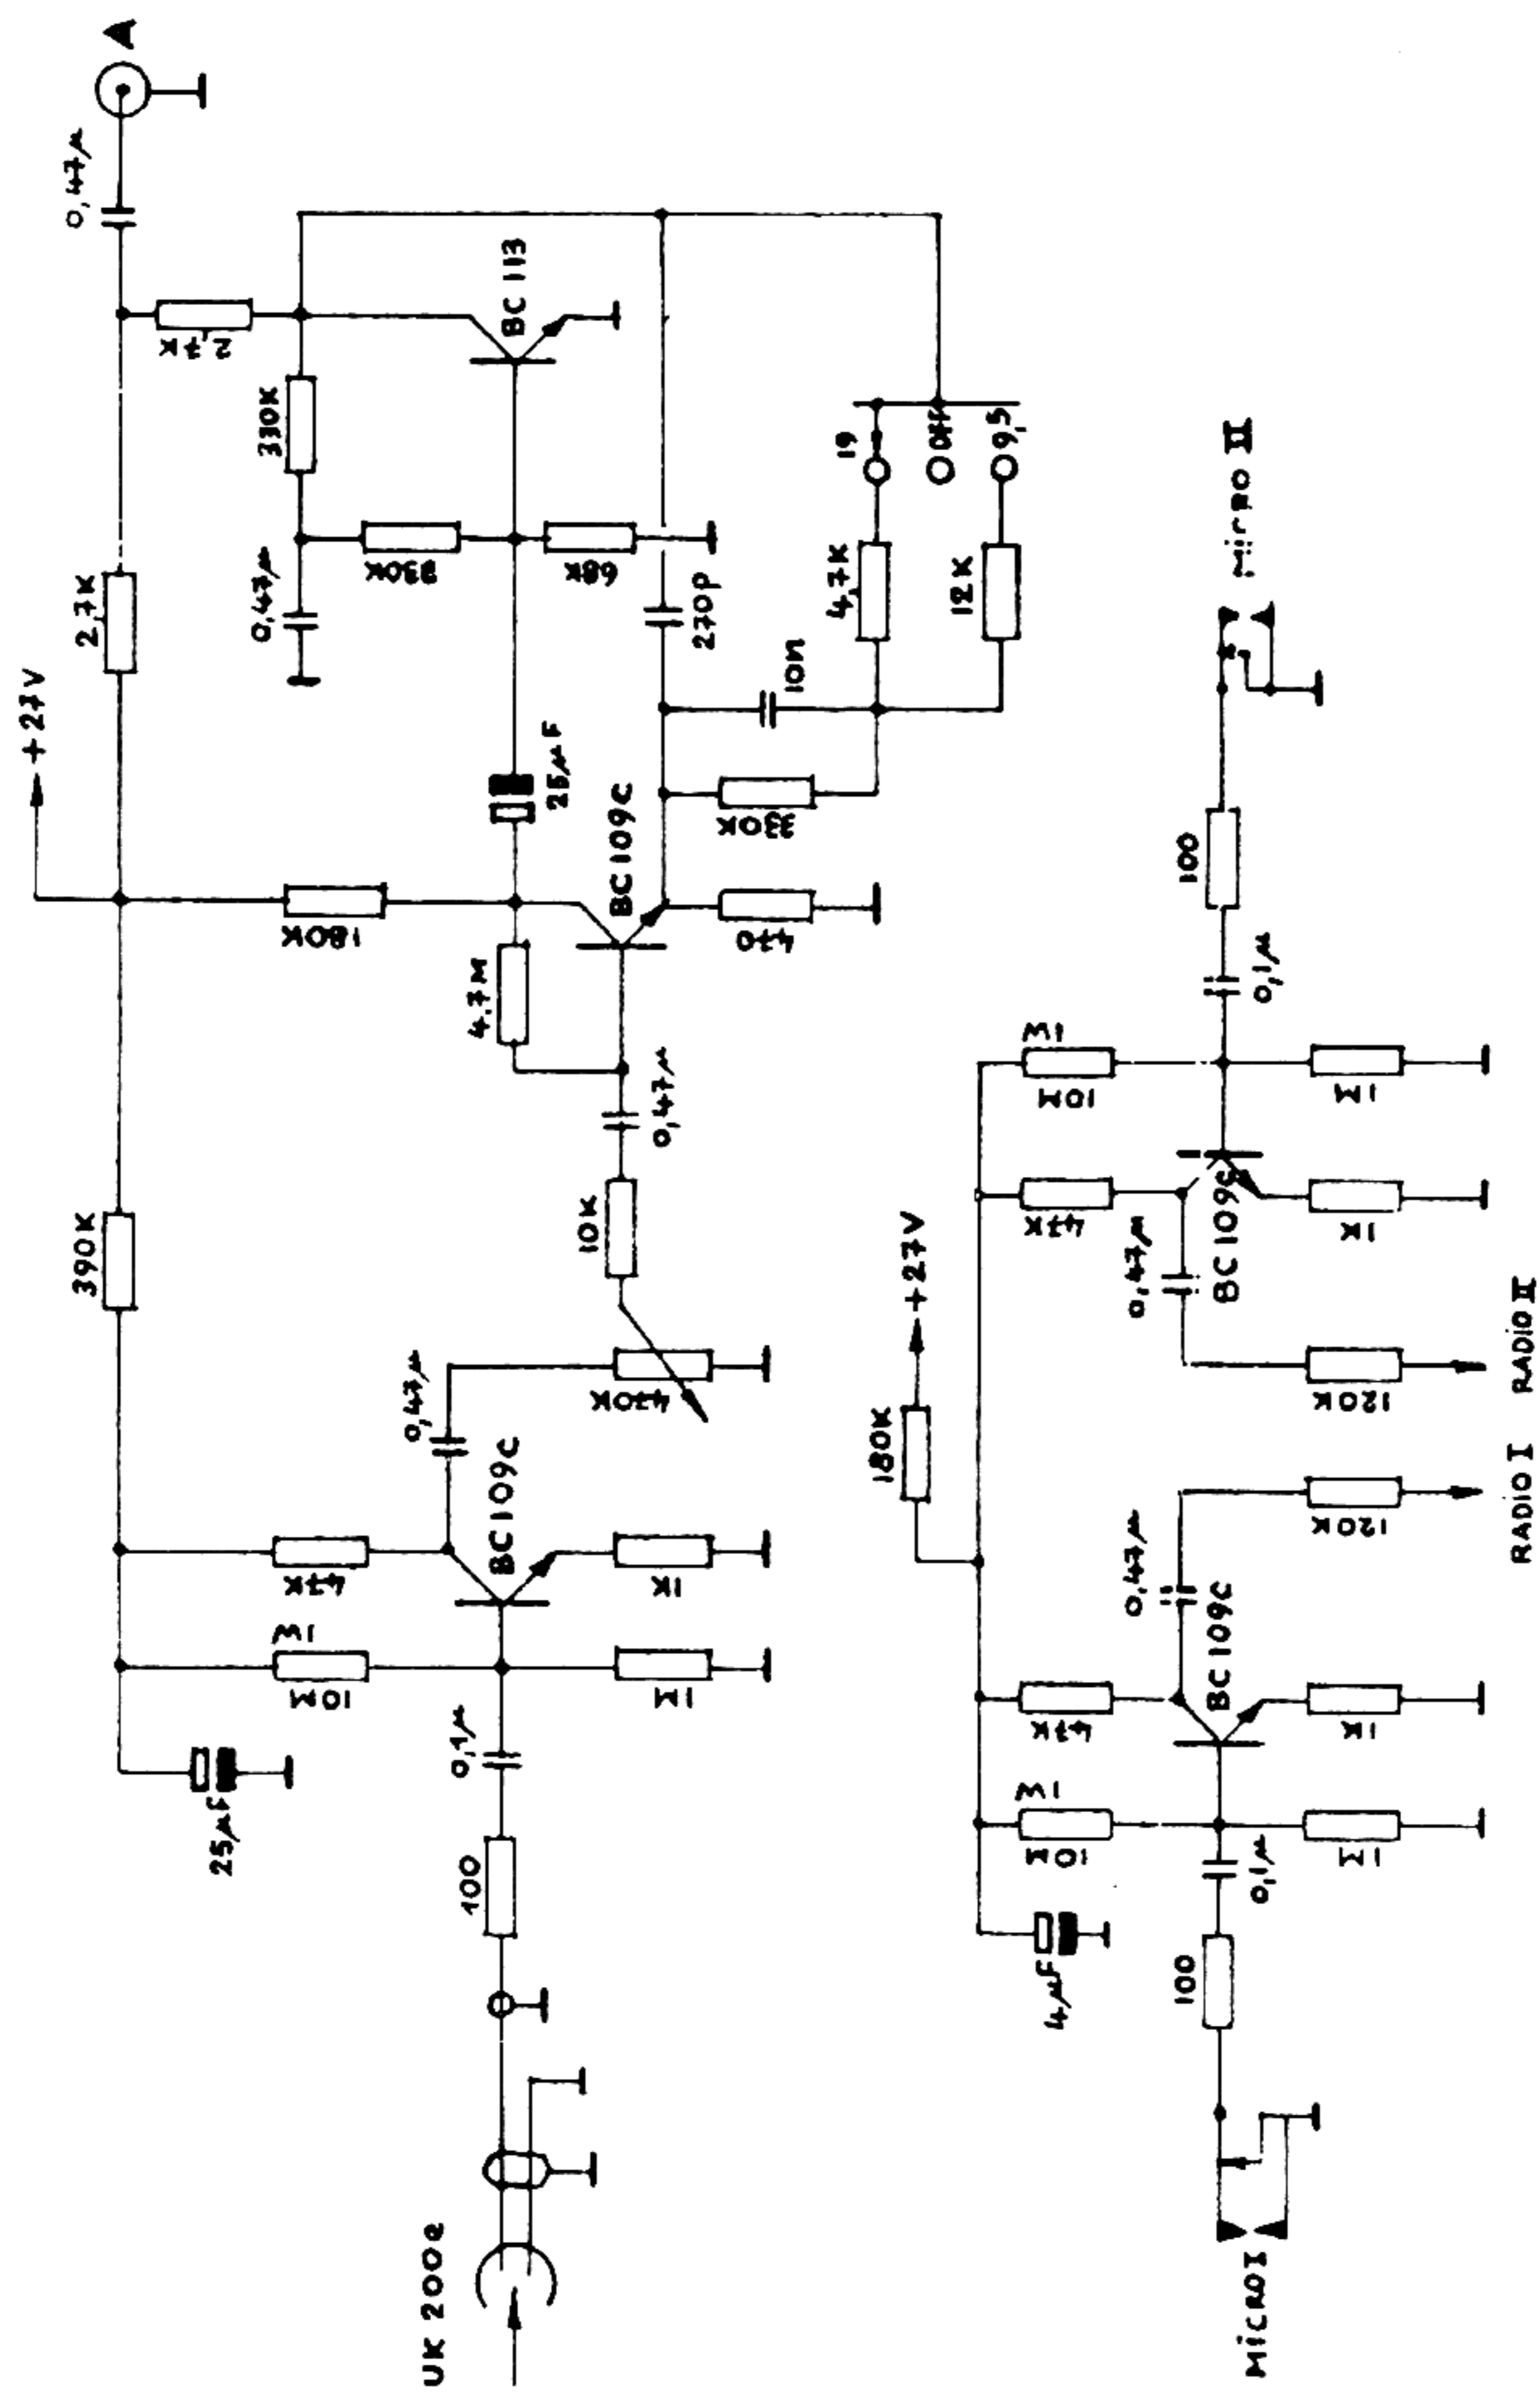 +27V
0,47µ
A
390K
2,7K
2,7K
25µF
10M
1W
47K
0,47µ
180K
0,47µ
330K
330K
UK 200e
100
0,1µ
BC109C
4,7M
25µF
BC113
1M
1K
470K
10K
0,47µ
BC109C
68K
270p
470
330K
10n
4,7K
19
OFF
12K
9,5
180K
+27V
4µF
10M
1W
47K
0,47µ
0,47µ
47K
10M
1W
MICRO I
100
0,1µ
BC109C
BC109C
0,1µ
100
MICRO II
1M
1K
120K
120K
1K
1M
RADIO I
RADIO II